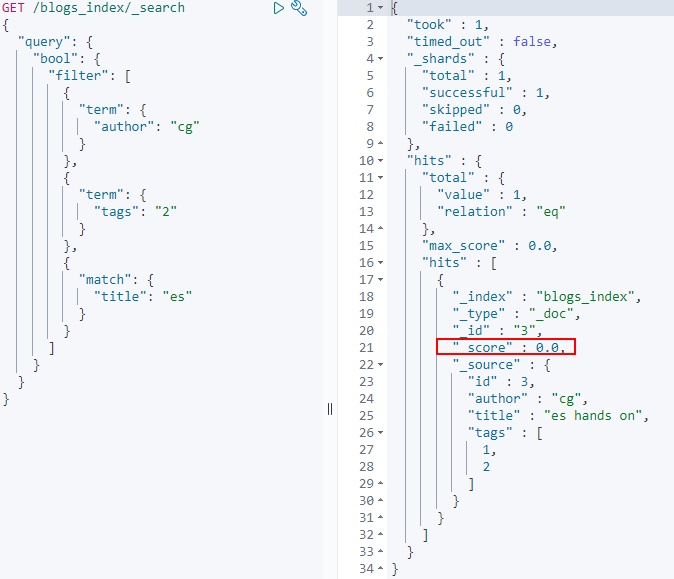 GET /blogs_index/_search
{
"query": {
"bool": {
"filter": [
{
"term": {
"author": "cg"
}
},
{
"term": {
"tags": "2"
}
},
{
"match": {
"title": "es"
}
}
]
}
}
}
1 {
2 "took" : 1,
3 "timed_out" : false,
4 "_shards" : {
5 "total" : 1,
6 "successful" : 1,
7 "skipped" : 0,
8 "failed" : 0
9 },
10 "hits" : {
11 "total" : {
12 "value" : 1,
13 "relation" : "eq"
14 },
15 "max_score" : 0.0,
16 "hits" : [
17 {
18 "_index" : "blogs_index",
19 "_type" : "_doc",
20 "_id" : "3",
21 "_score" : 0.0,
22 "_source" : {
23 "id" : 3,
24 "author" : "cg",
25 "title" : "es hands on",
26 "tags" : [
27 1,
28 2
29 ]
30 }
31 }
32 ]
33 }
34 }